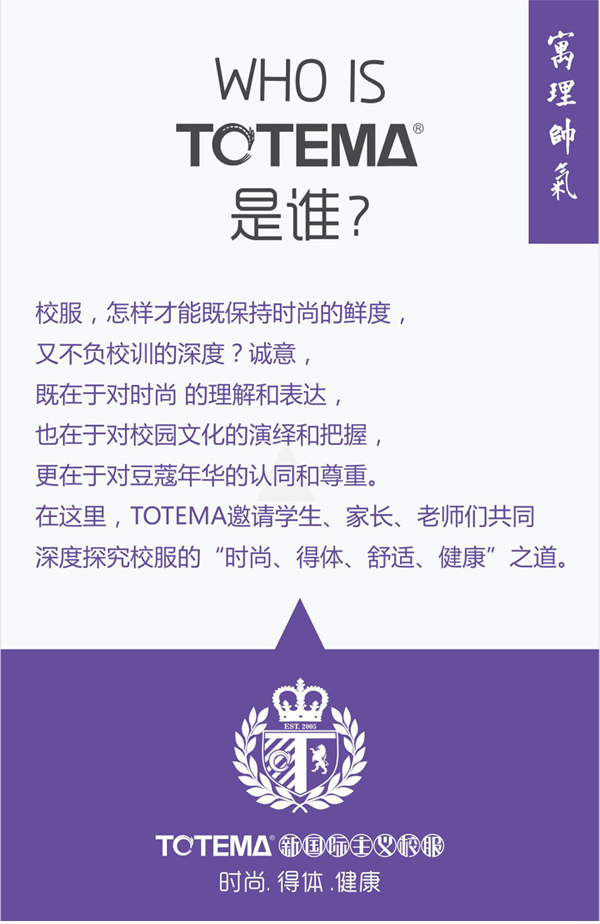 WHO IS
TOTEMA®
是谁?
寓理帥氣
校服，怎样才能既保持时尚的鲜度，
又不负校训的深度？诚意，
既在于对时尚 的理解和表达，
也在于对校园文化的演绎和把握，
更在于对豆蔻年华的认同和尊重。
在这里，TOTEMA邀请学生、家长、老师们共同
深度探究校服的“时尚、得体、舒适、健康”之道。
EST. 2005
T
TOTEMA® 新国际主义校服
时尚.得体.健康